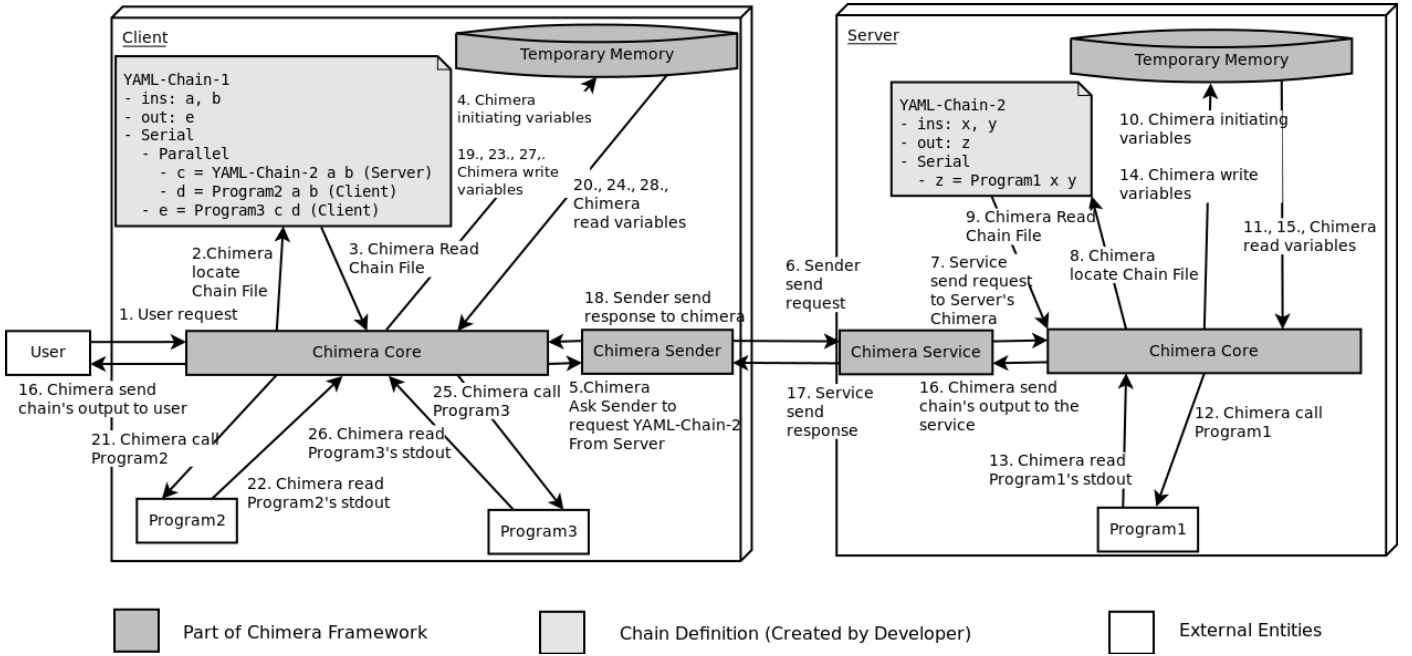 Client
Temporary Memory
YAML-Chain-1
- ins: a, b
- out: e
- Serial
- Parallel
- c = YAML-Chain-2 a b (Server)
- d = Program2 a b (Client)
- e = Program3 c d (Client)
4. Chimera
initiating variables
19., 23., 27,.
Chimera write
variables
20., 24., 28.,
Chimera
read variables
2.Chimera
locate
Chain File
3. Chimera Read
Chain File
1. User request
User
Chimera Core
18. Sender send
response to chimera
Chimera Sender
16. Chimera send
chain's output to user
21. Chimera call
Program2
22. Chimera read
Program2's stdout
25. Chimera call
Program3
26. Chimera read
Program3's stdout
5.Chimera
Ask Sender to
request YAML-Chain-2
From Server
Program2
Program3
6. Sender
send
request
17. Service
send
response
Server
Temporary Memory
YAML-Chain-2
- ins: x, y
- out: z
- Serial
- z = Program1 x y
10. Chimera initiating
variables
14. Chimera write
variables
11., 15., Chimera
read variables
9. Chimera Read
Chain File
7. Service
send request
to Server's
Chimera
8. Chimera
locate Chain File
Chimera Service
Chimera Core
16. Chimera send
chain's output to the
service
12. Chimera call
Program1
13. Chimera read
Program1's stdout
Program1
Part of Chimera Framework
Chain Definition (Created by Developer)
External Entities